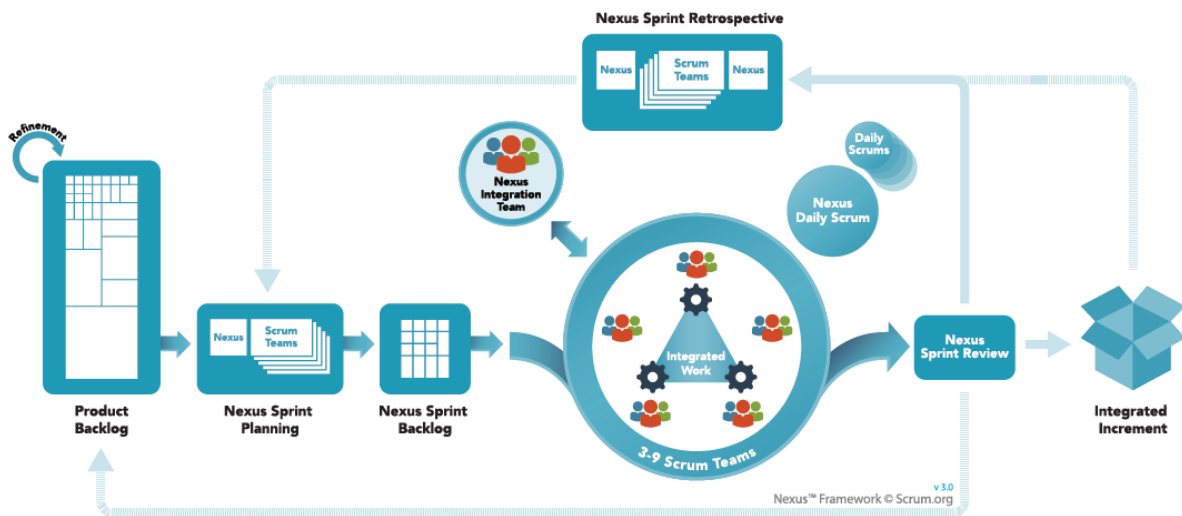 Nexus Sprint Retrospective
Nexus
Scrum
Teams
Nexus
Refinement
Nexus
Integration
Team
Daily
Scrums
Nexus
Daily Scrum
Nexus
Scrum
Teams
Integrated
Work
Nexus
Sprint Review
Product
Backlog
Nexus Sprint
Planning
Nexus Sprint
Backlog
3-9 Scrum Teams
Integrated
Increment
v 3.0
Nexus™ Framework © Scrum.org